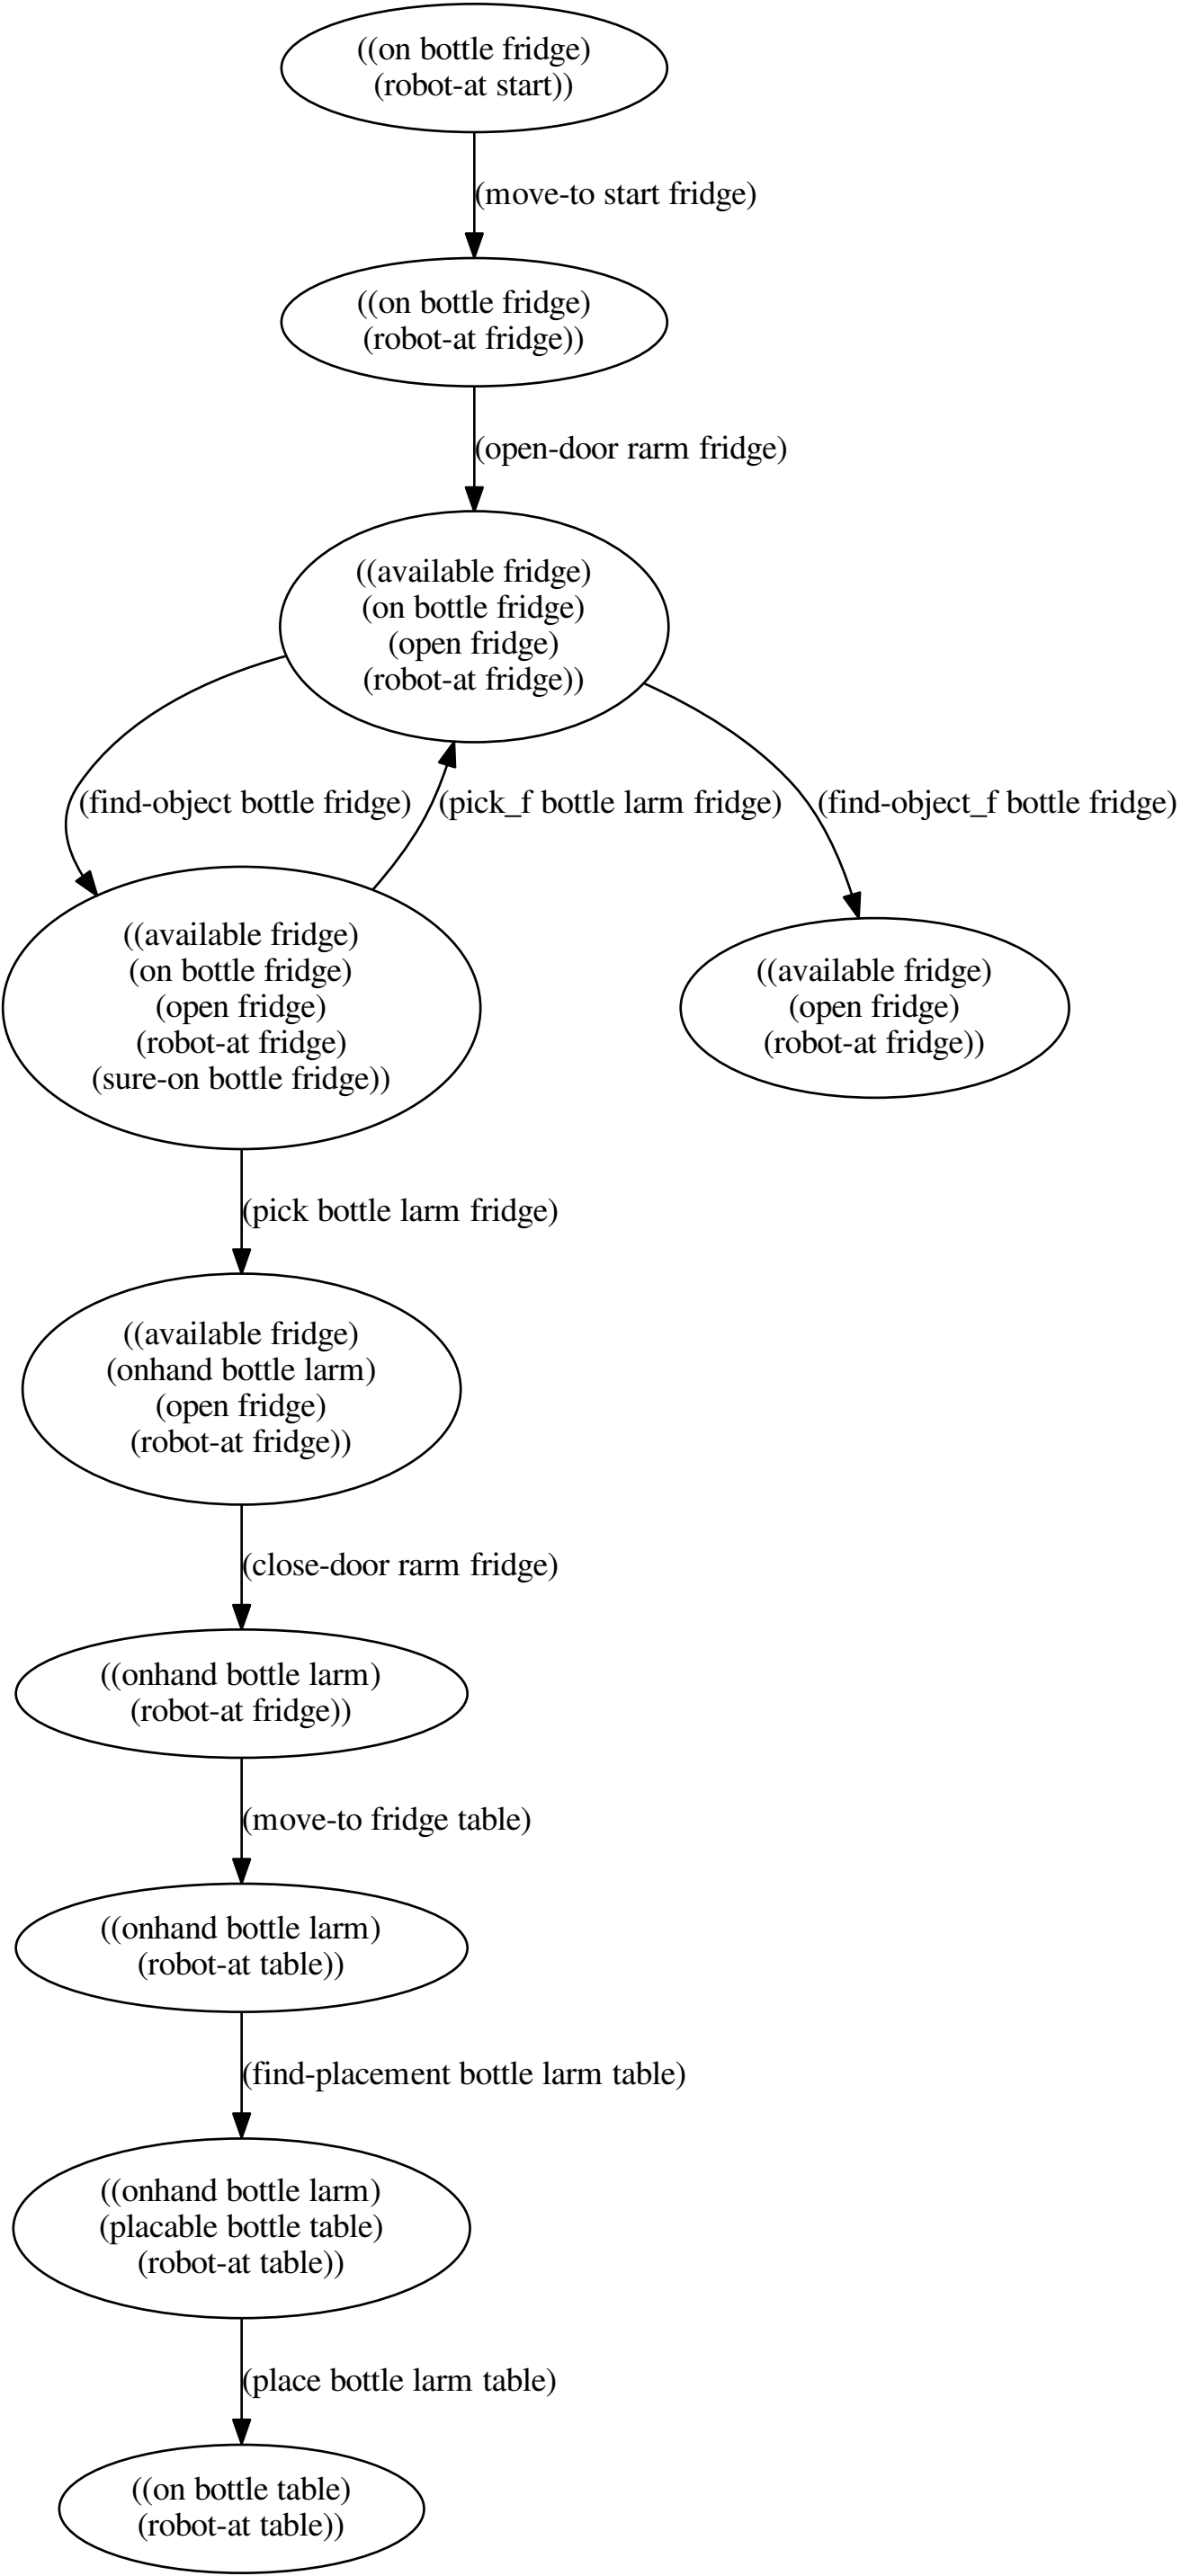 ((on bottle fridge)
(robot-at start))
(move-to start fridge)
((on bottle fridge)
(robot-at fridge))
(open-door rarm fridge)
((available fridge)
(on bottle fridge)
(open fridge)
(robot-at fridge))
(find-object bottle fridge)
(pick_f bottle larm fridge)
(find-object_f bottle fridge)
((available fridge)
(on bottle fridge)
(open fridge)
(robot-at fridge)
(sure-on bottle fridge))
((available fridge)
(open fridge)
(robot-at fridge))
(pick bottle larm fridge)
((available fridge)
(onhand bottle larm)
(open fridge)
(robot-at fridge))
(close-door rarm fridge)
((onhand bottle larm)
(robot-at fridge))
(move-to fridge table)
((onhand bottle larm)
(robot-at table))
(find-placement bottle larm table)
((onhand bottle larm)
(placable bottle table)
(robot-at table))
(place bottle larm table)
((on bottle table)
(robot-at table))